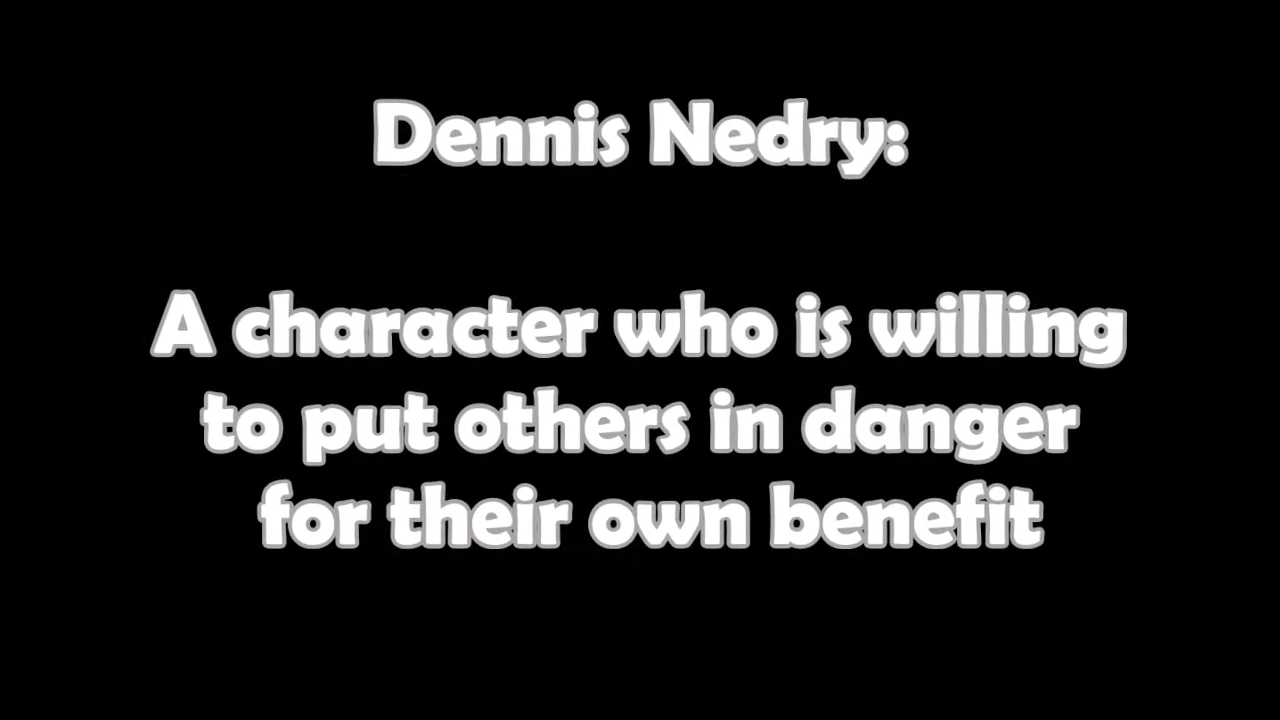 Dennis Nedry:
A character who is willing
to put others in danger
for their own benefit